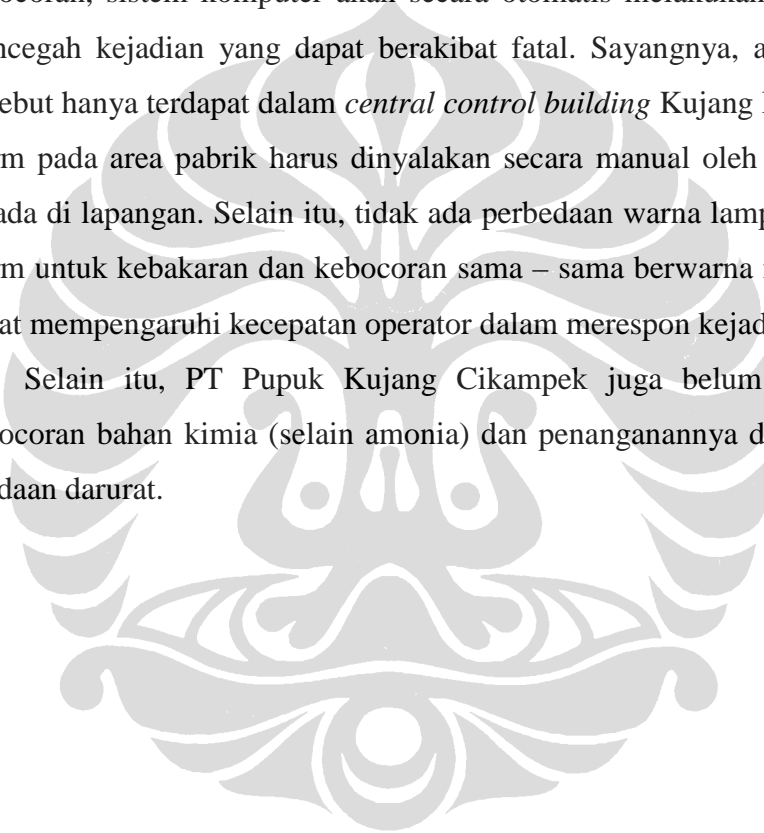 ocoran, sistem komputer akan secara otomatis melakukan
ncegah kejadian yang dapat berakibat fatal. Sayangnya, a
ebut hanya terdapat dalam central control building Kujang
rm pada area pabrik harus dinyalakan secara manual oleh
ada di lapangan. Selain itu, tidak ada perbedaan warna lamp
rm untuk kebakaran dan kebocoran sama – sama berwarna
at mempengaruhi kecepatan operator dalam merespon kejad
Selain itu, PT Pupuk Kujang Cikampek juga belum
ocoran bahan kimia (selain amonia) dan penanganannya d
daan darurat.